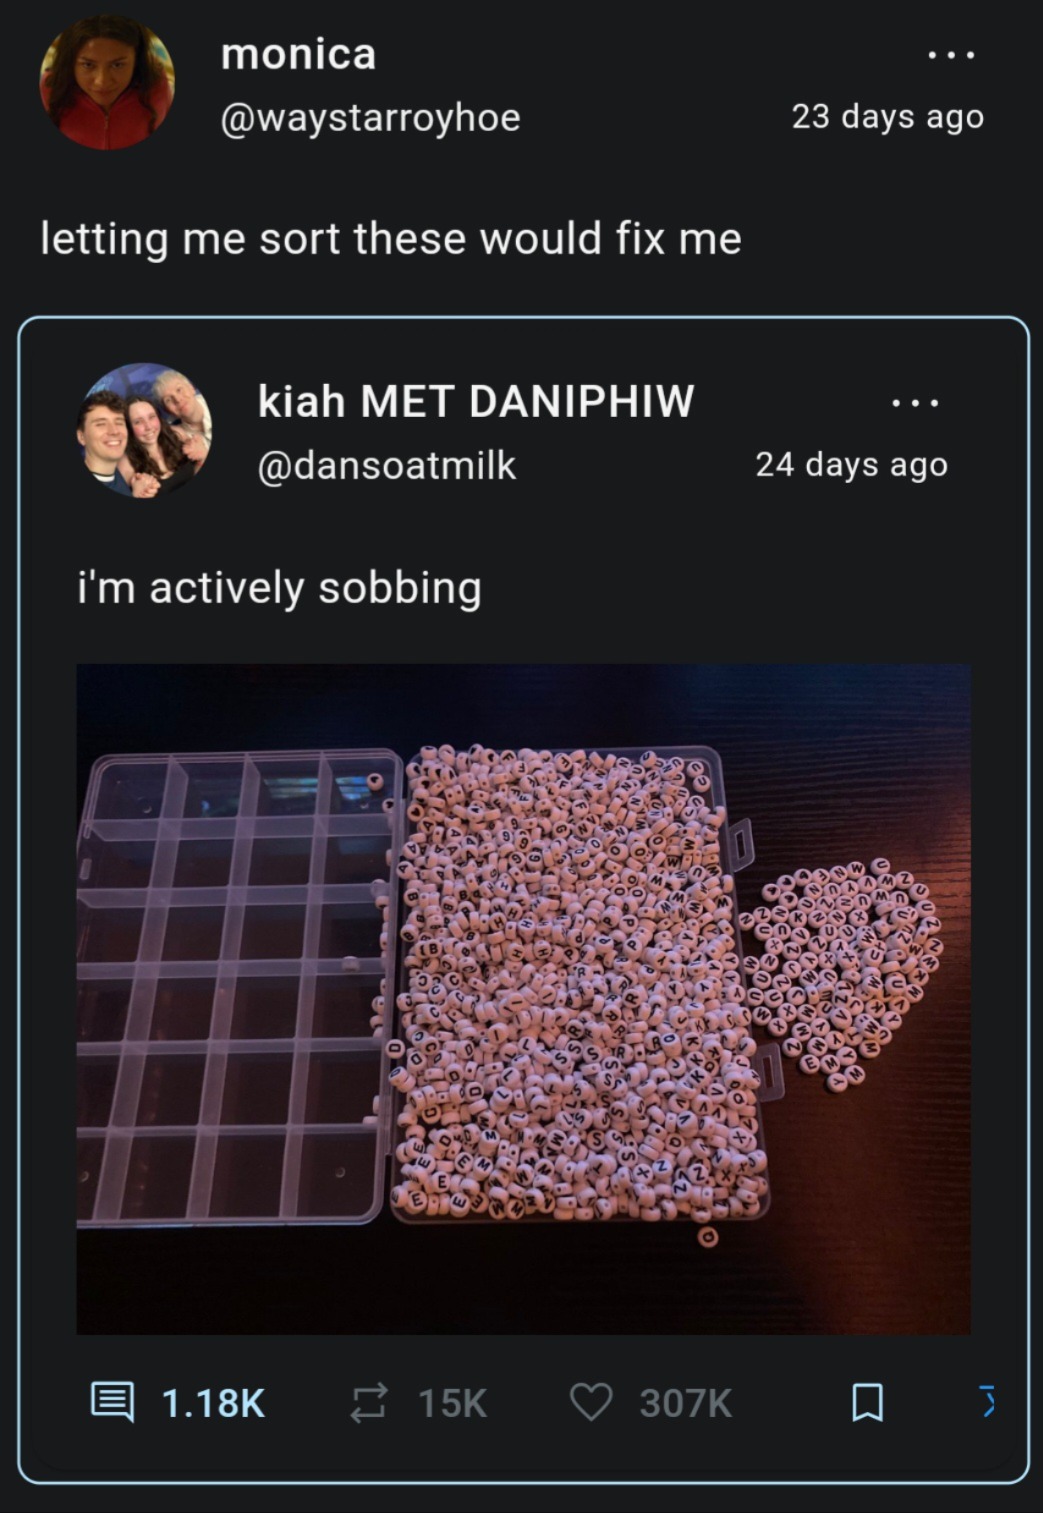 monica
@waystarroyhoe
23 days ago
letting me sort these would fix me
kiah MET DANIPHIW
@dansoatmilk
24 days ago
i'm actively sobbing
1.18K
15K
307K